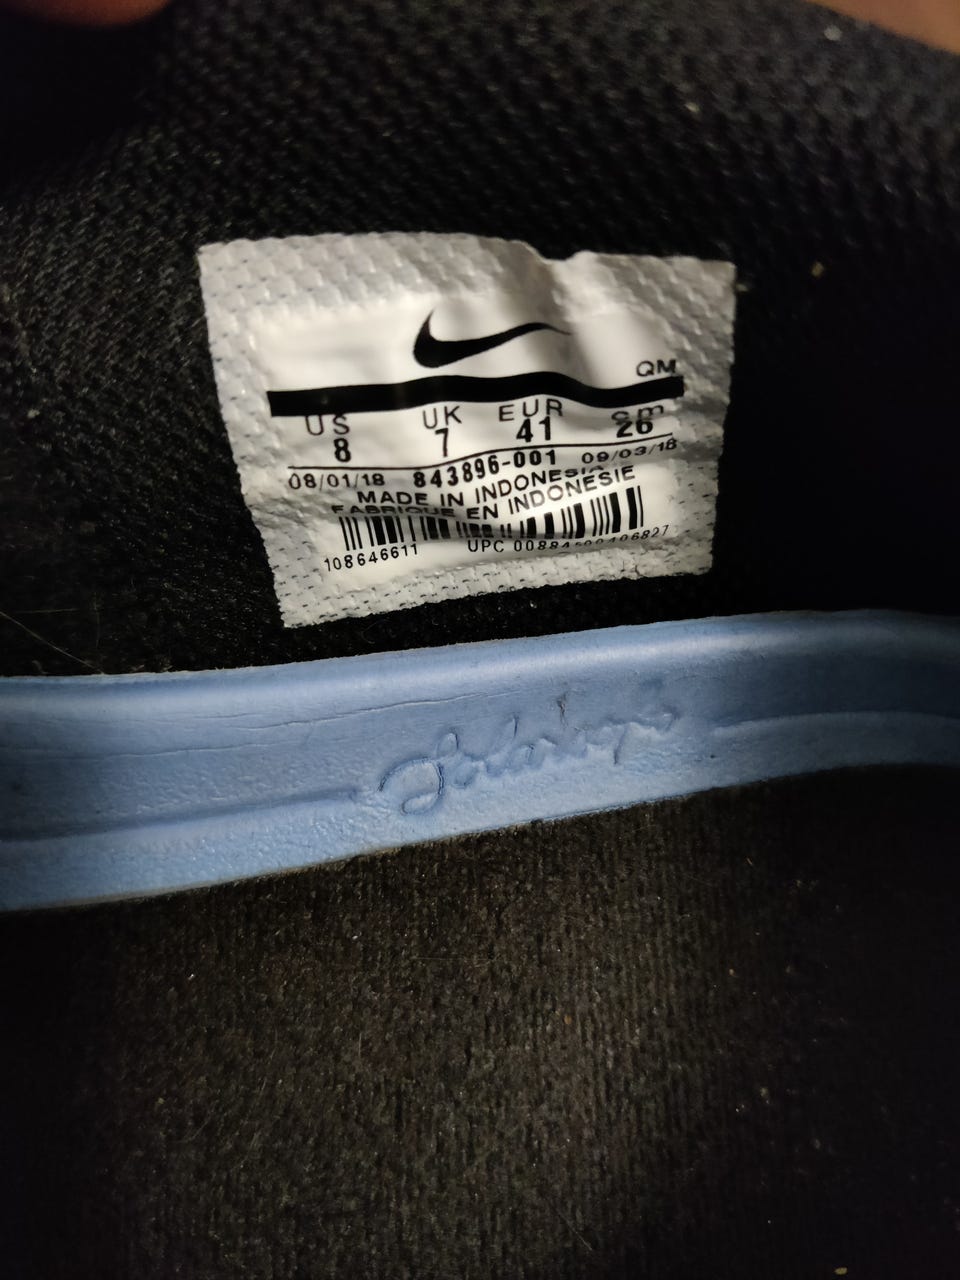 QM
US UK EUR cm
8 7 41 26
08/01/18 843896-001 09/03/18
MADE IN INDONESIA
FABRIQUE EN INDONÉSIE
108646611 UPC